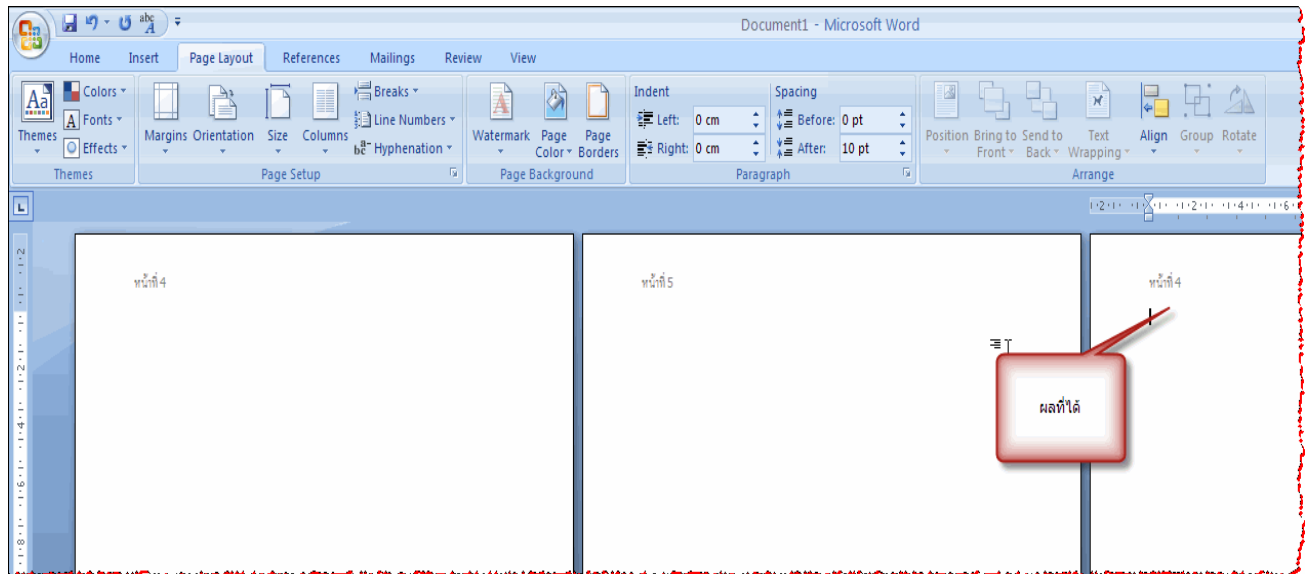 Document1 - Microsoft Word
Home Insert Page Layout References Mailings Review View
Colors Breaks Indent Spacing
Fonts Line Numbers Left: 0 cm Before: 0 pt
Themes Effects Margins Orientation Size Columns Hyphenation Watermark Page Color Page Borders Right: 0 cm After: 10 pt Position Bring to Front Send to Back Text Wrapping Align Group Rotate
Themes Page Setup Page Background Paragraph Arrange
หน้าที่ 4 หน้าที่ 5 หน้าที่ 4
ผลที่ได้